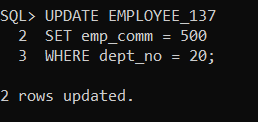 SQL> UPDATE EMPLOYEE_137
2 SET emp_comm = 500
3 WHERE dept_no = 20;
2 rows updated.